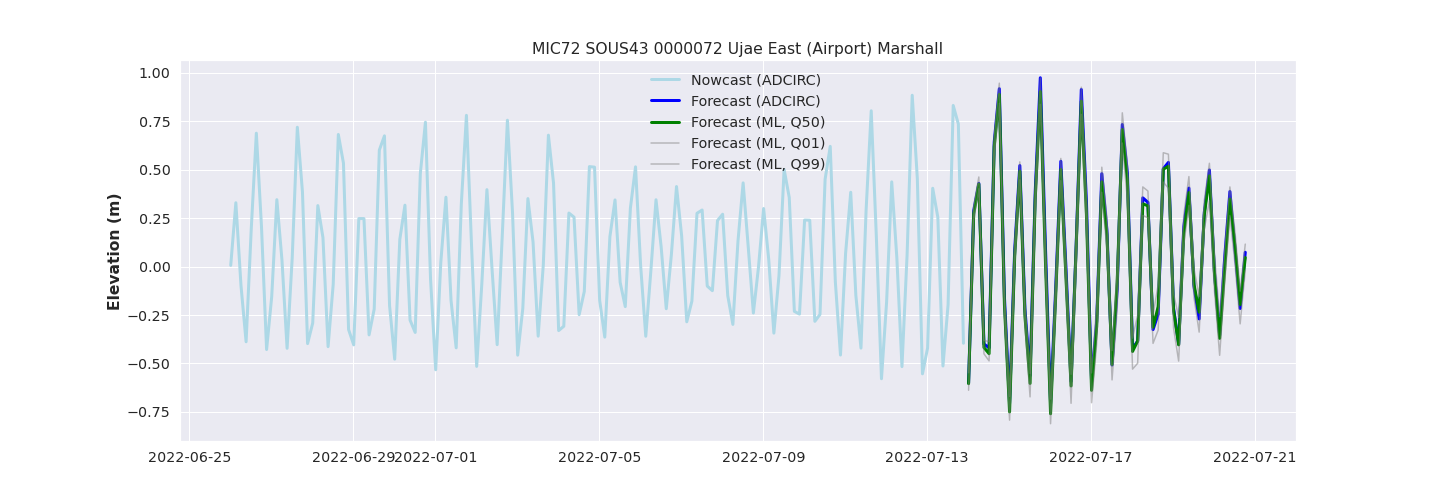 MIC72 SOUS43 0000072 Ujae East (Airport) Marshall
Elevation (m)
1.00
0.75
0.50
0.25
0.00
−0.25
−0.50
−0.75
Nowcast (ADCIRC)
Forecast (ADCIRC)
Forecast (ML, Q50)
Forecast (ML, Q01)
Forecast (ML, Q99)
2022-06-25 2022-06-29 2022-07-01 2022-07-05 2022-07-09 2022-07-13 2022-07-17 2022-07-21